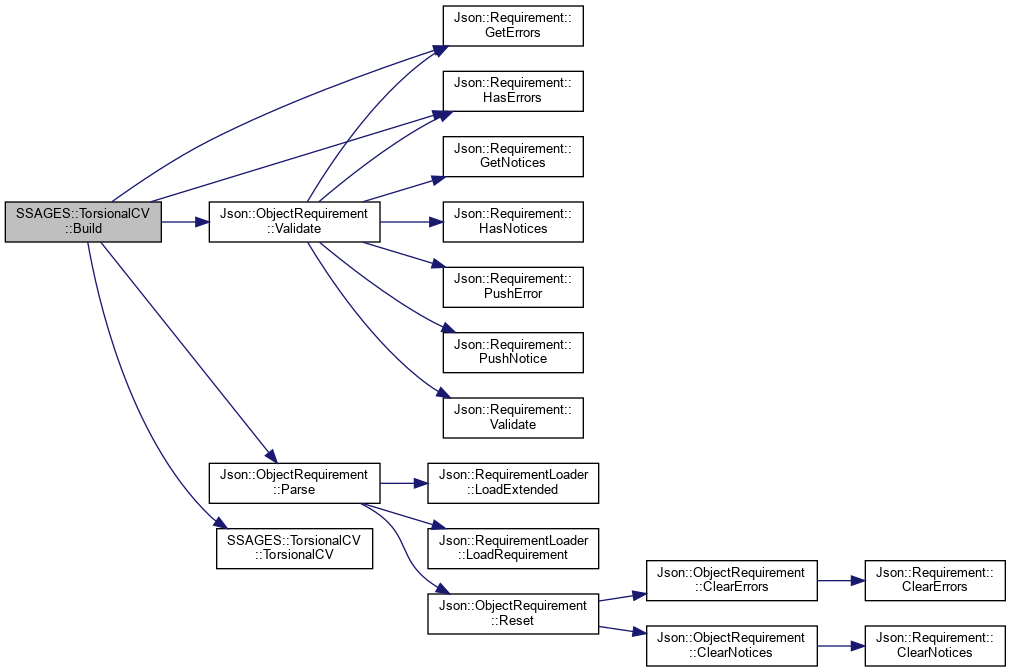 Json::Requirement::
GetErrors
Json::Requirement::
HasErrors
Json::Requirement::
GetNotices
SSAGES::TorsionalCV
::Build
Json::ObjectRequirement
::Validate
Json::Requirement::
HasNotices
Json::Requirement::
PushError
Json::Requirement::
PushNotice
Json::Requirement::
Validate
Json::ObjectRequirement
::Parse
Json::RequirementLoader
::LoadExtended
SSAGES::TorsionalCV
::TorsionalCV
Json::RequirementLoader
::LoadRequirement
Json::ObjectRequirement
::Reset
Json::ObjectRequirement
::ClearErrors
Json::Requirement::
ClearErrors
Json::ObjectRequirement
::ClearNotices
Json::Requirement::
ClearNotices